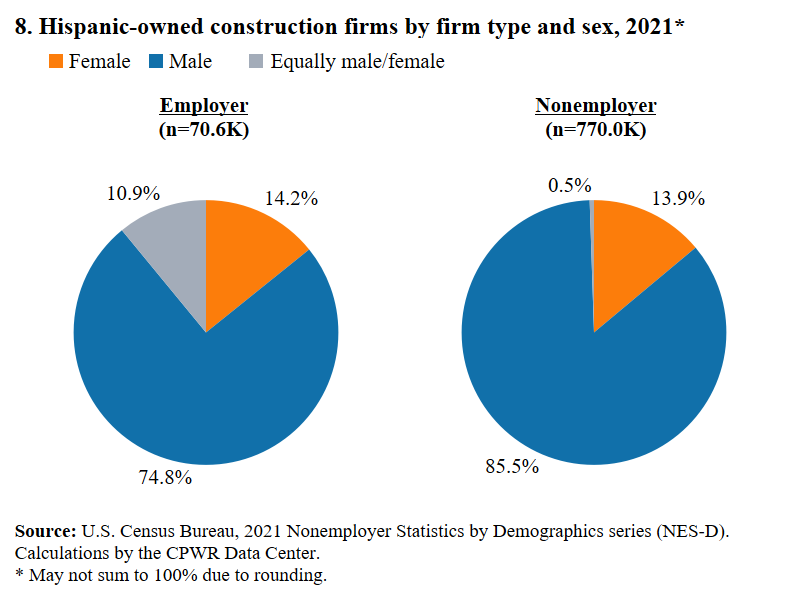 8. Hispanic-owned construction firms by firm type and sex, 2021*
Female Male Equally male/female
Employer
(n=70.6K)
10.9%
14.2%
74.8%
Nonemployer
(n=770.0K)
0.5%
13.9%
85.5%
Source: U.S. Census Bureau, 2021 Nonemployer Statistics by Demographics series (NES-D).
Calculations by the CPWR Data Center.
* May not sum to 100% due to rounding.